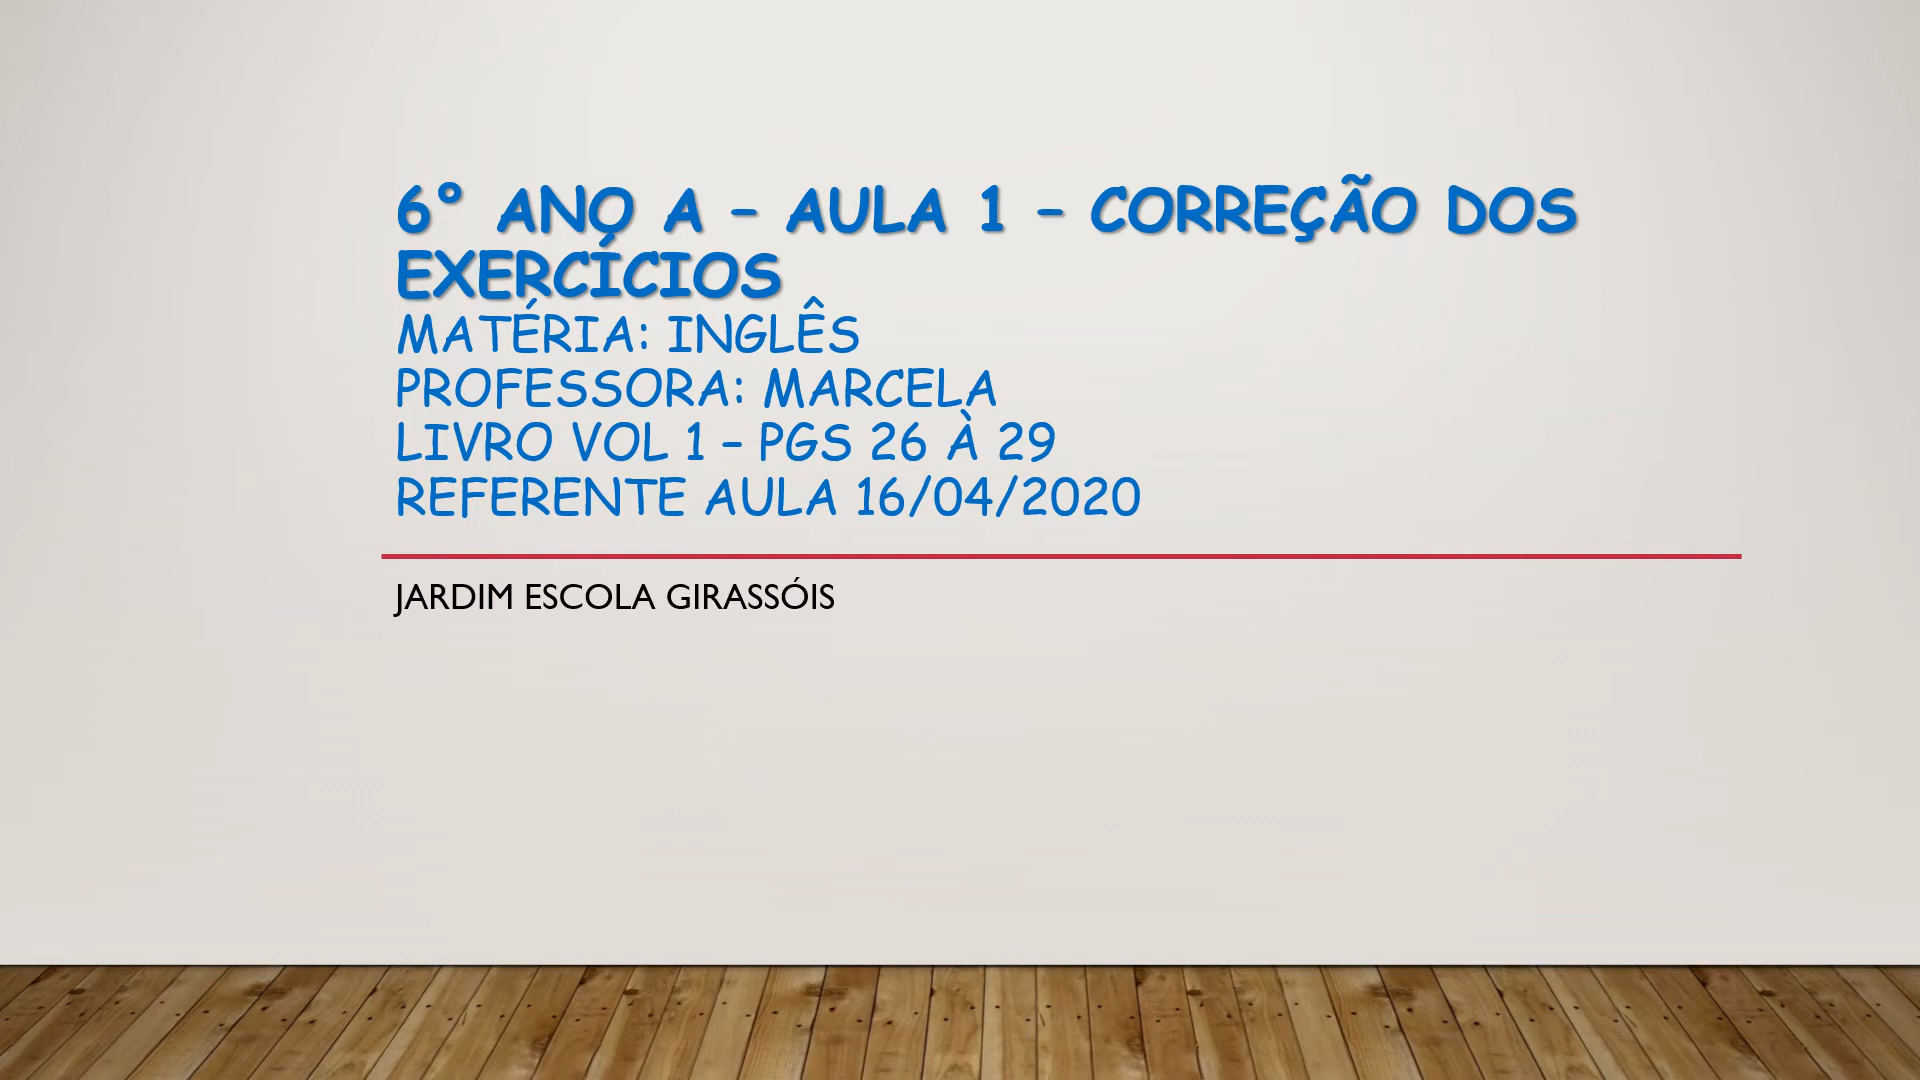 6º ANO A – AULA 1 – CORREÇÃO DOS
EXERCÍCIOS
MATÉRIA: INGLÊS
PROFESSORA: MARCELA
LIVRO VOL 1 – PGS 26 À 29
REFERENTE AULA 16/04/2020
JARDIM ESCOLA GIRASSÓIS